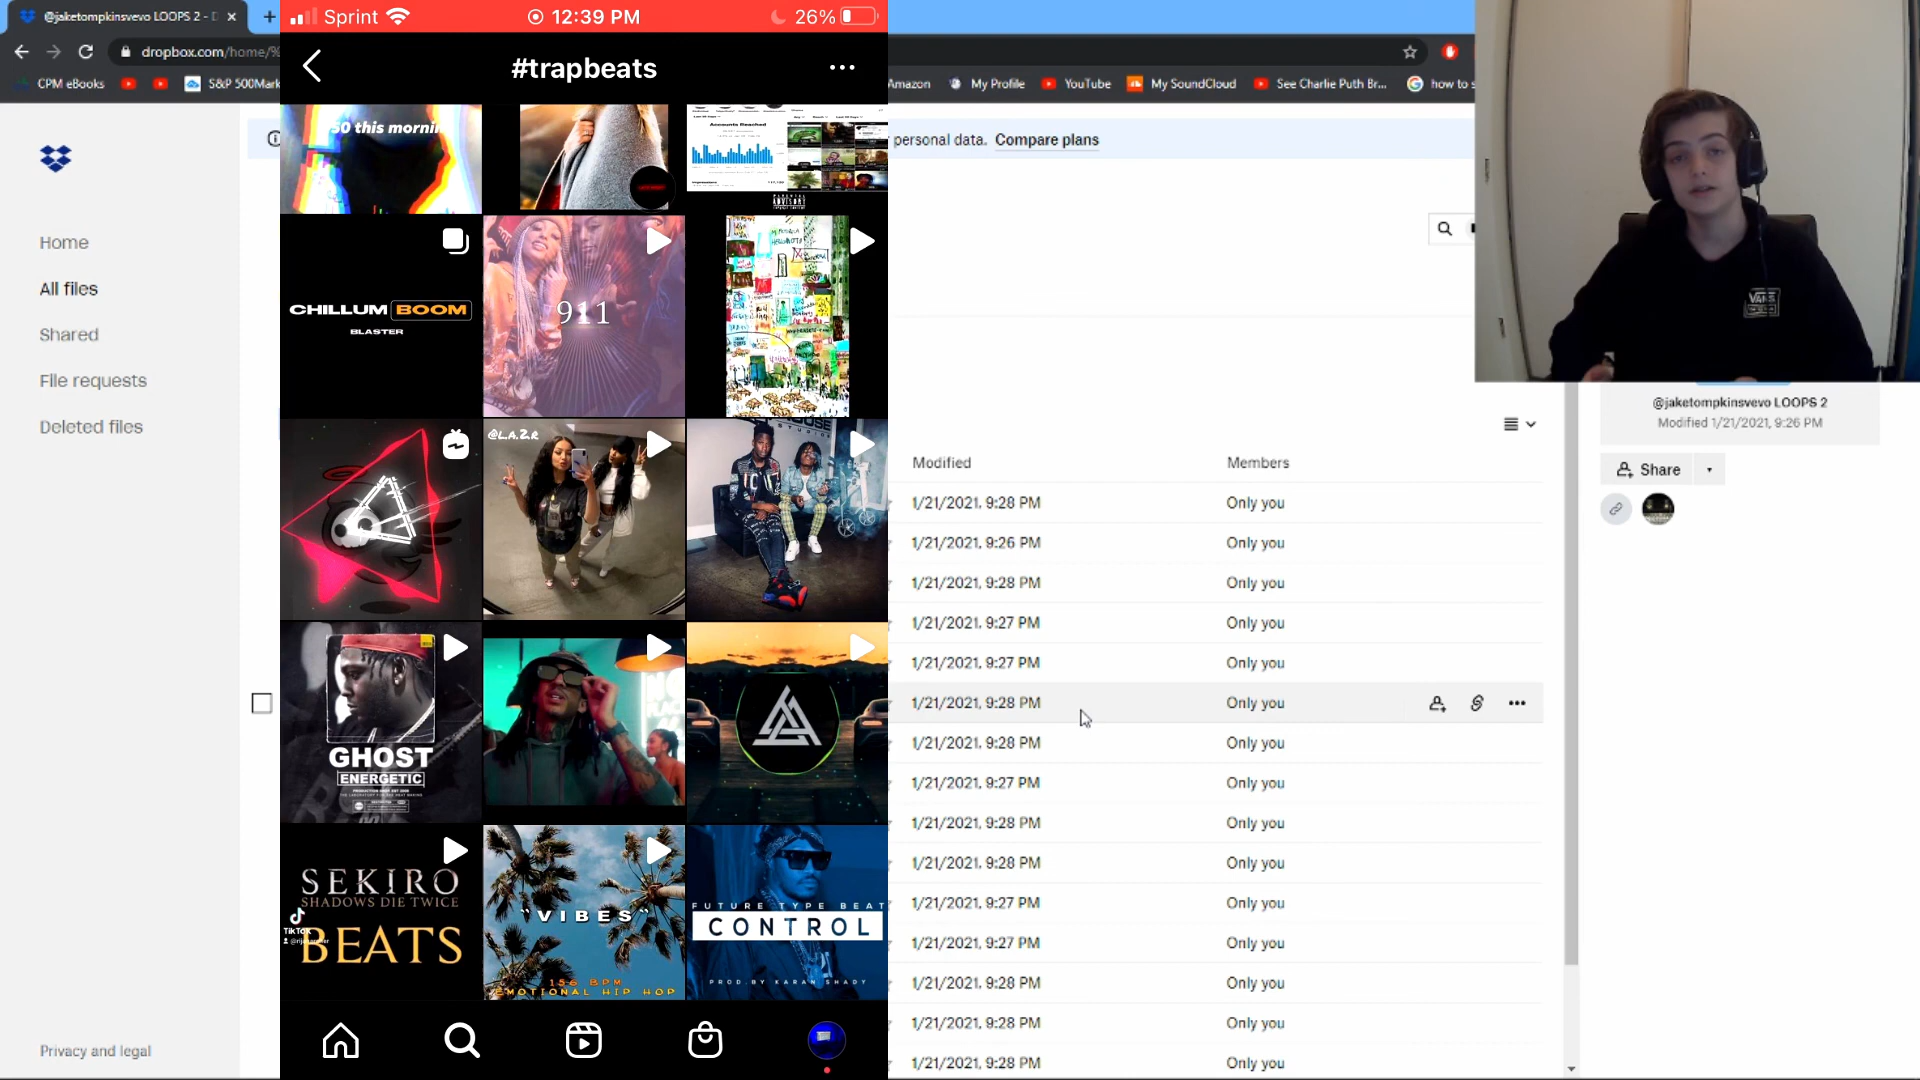 @jaketompkinsvevo LOOPS 2 - D
dropbox.com/home/%
CPM eBooks
S&P 500Mark
Amazon
My Profile
YouTube
My SoundCloud
See Charlie Puth Br...
how to s
Home
All files
Shared
File requests
Deleted files
Privacy and legal
Sprint
12:39 PM
26%
#trapbeats
50 this mornin
Accounts Reached
CHILLUM BOOM
BLASTER
911
@L.A.Z.R
GHOST
ENERGETIC
SEKIRO
SHADOWS DIE TWICE
TikTok
BEATS
"VIBES"
156 BPM
EMOTIONAL HIP HOP
FUTURE TYPE BEAT
CONTROL
PROD.BY KARAN SHADY
personal data. Compare plans
Modified Members
1/21/2021, 9:28 PM Only you
1/21/2021, 9:26 PM Only you
1/21/2021, 9:28 PM Only you
1/21/2021, 9:27 PM Only you
1/21/2021, 9:27 PM Only you
1/21/2021, 9:28 PM Only you
1/21/2021, 9:28 PM Only you
1/21/2021, 9:27 PM Only you
1/21/2021, 9:28 PM Only you
1/21/2021, 9:28 PM Only you
1/21/2021, 9:27 PM Only you
1/21/2021, 9:27 PM Only you
1/21/2021, 9:28 PM Only you
1/21/2021, 9:28 PM Only you
1/21/2021, 9:28 PM Only you
VANS
@jaketompkinsvevo LOOPS 2
Modified 1/21/2021, 9:26 PM
Share